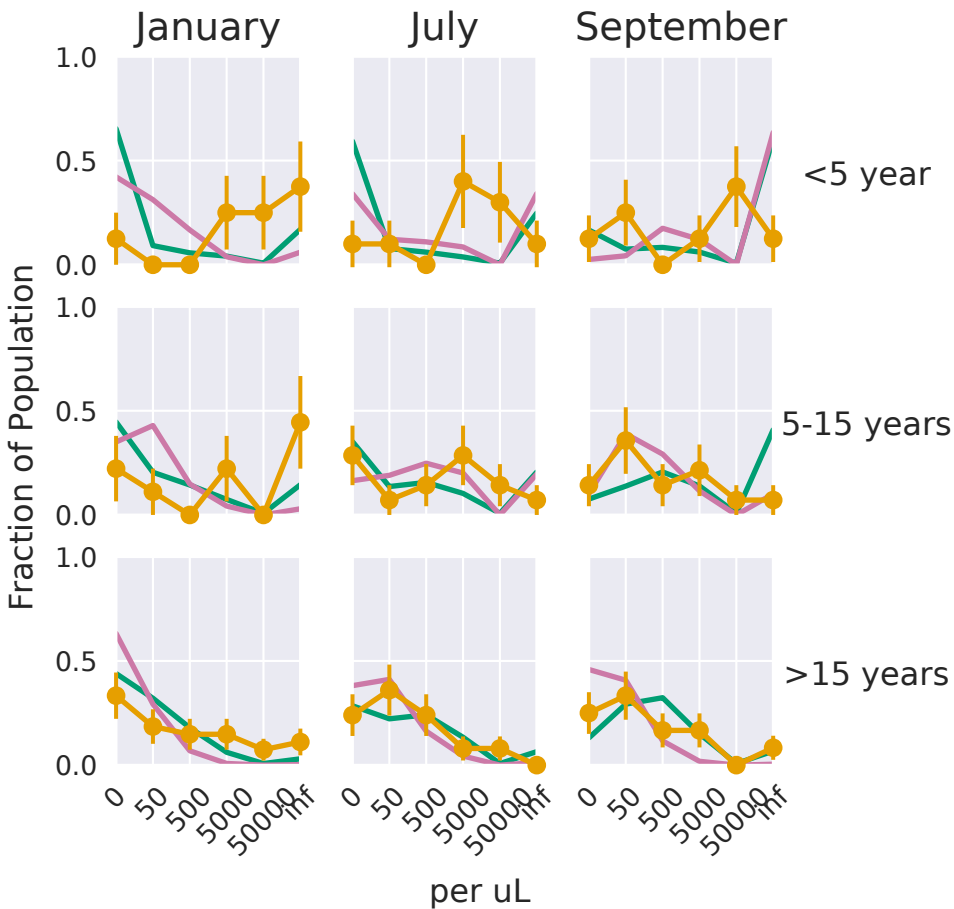 January July September
1.0
0.5
0.0
<5 year
1.0
0.5
0.0
5-15 years
1.0
0.5
0.0
>15 years
Fraction of Population
0 50 500 5000 50000 inf 0 50 500 5000 50000 inf 0 50 500 5000 50000 inf
per uL